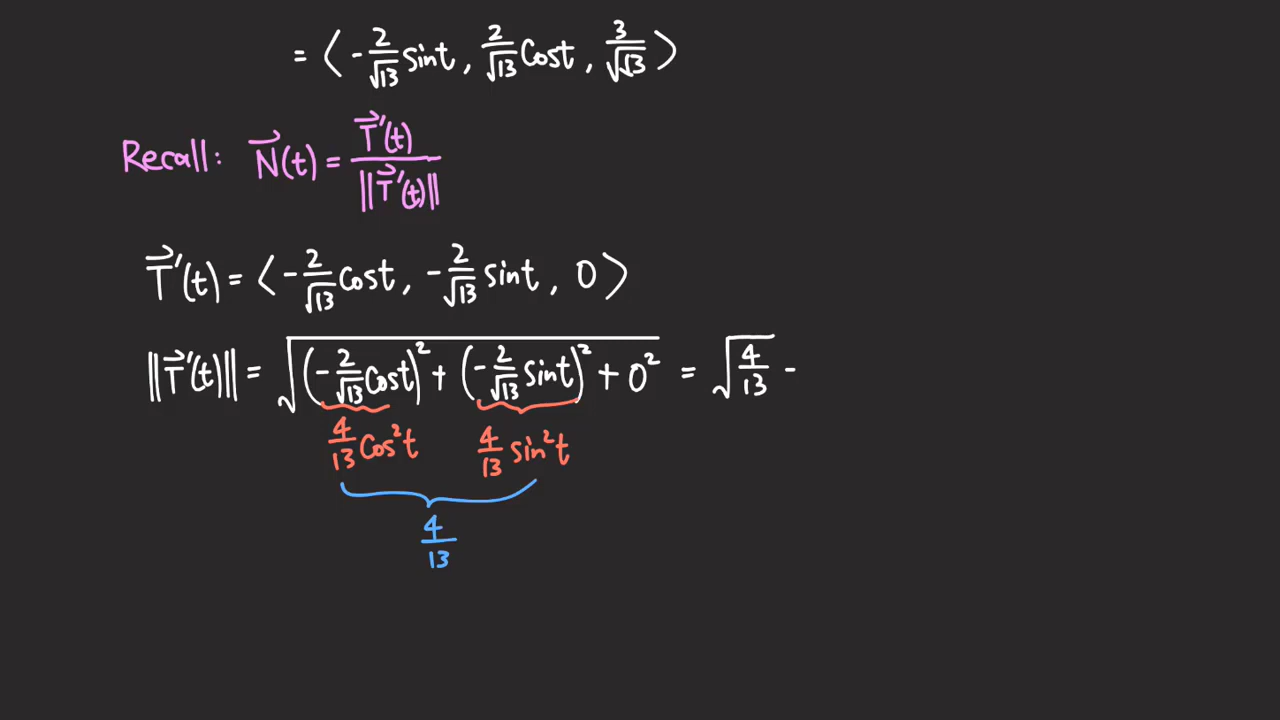 = ⟨ -2/√13 sint, 2/√13 Cost, 3/√13 ⟩
Recall: N⃗(t) = T⃗'(t) / ‖T⃗'(t)‖
T⃗'(t) = ⟨ -2/√13 Cost, -2/√13 sint, 0 ⟩
‖T⃗'(t)‖ = √((-2/√13 Cost)² + (-2/√13 sint)² + 0²) = √(4/13) -
4/13 Cos²t 4/13 sin²t
4/13